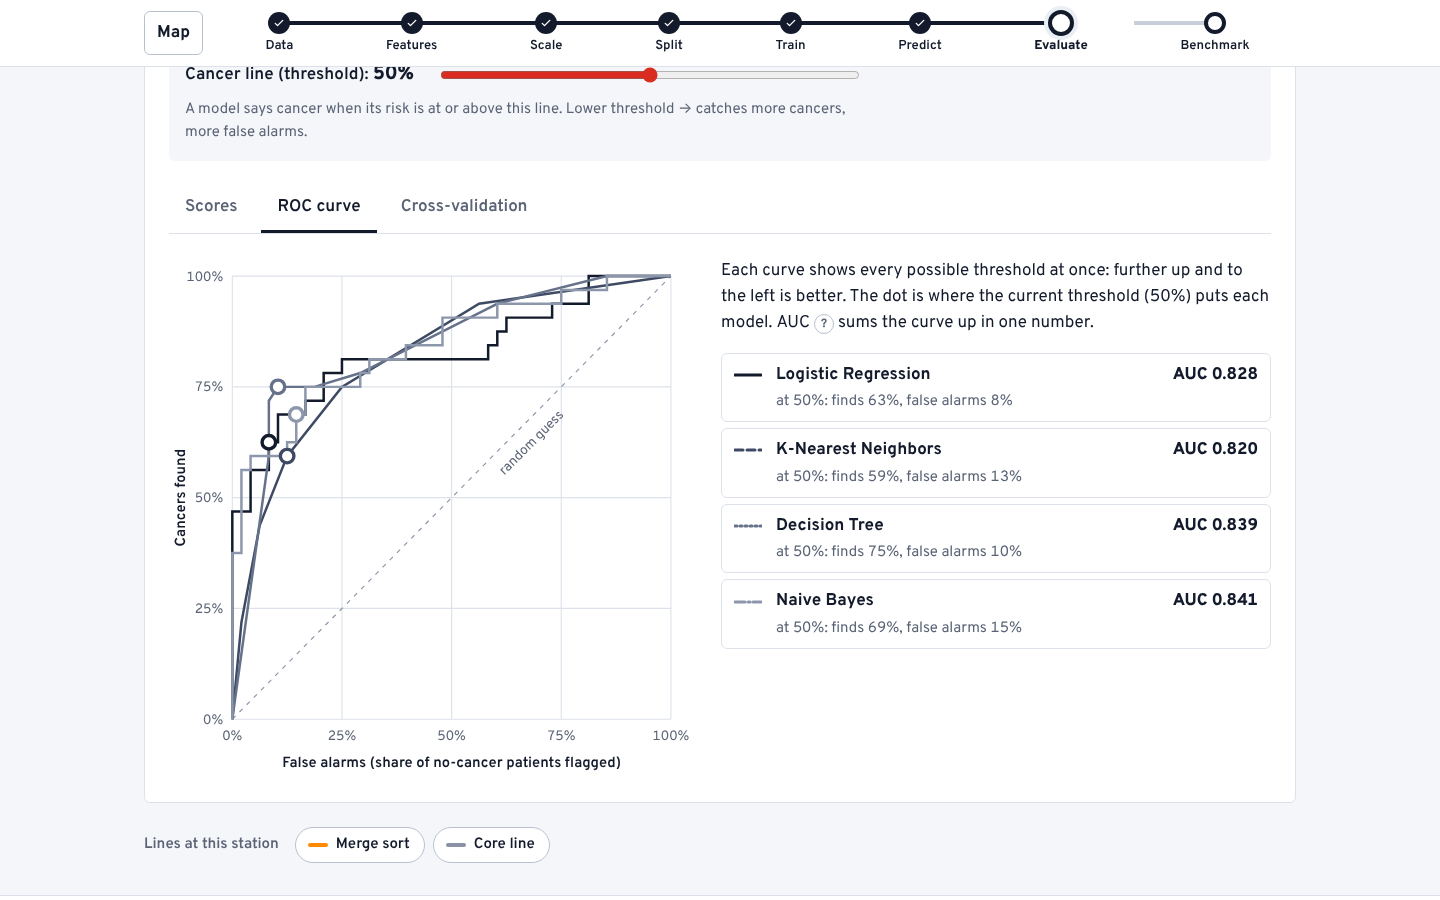 Map
Data
Features
Scale
Split
Train
Predict
Evaluate
Benchmark
Cancer line (threshold): 50%
A model says cancer when its risk is at or above this line. Lower threshold → catches more cancers,
more false alarms.
Scores
ROC curve
Cross-validation
100%
75%
50%
25%
0%
0%
25%
50%
75%
100%
Cancers found
random guess
False alarms (share of no-cancer patients flagged)
Each curve shows every possible threshold at once: further up and to
the left is better. The dot is where the current threshold (50%) puts each
model. AUC ? sums the curve up in one number.
Logistic Regression AUC 0.828
at 50%: finds 63%, false alarms 8%
K-Nearest Neighbors AUC 0.820
at 50%: finds 59%, false alarms 13%
Decision Tree AUC 0.839
at 50%: finds 75%, false alarms 10%
Naive Bayes AUC 0.841
at 50%: finds 69%, false alarms 15%
Lines at this station
Merge sort
Core line